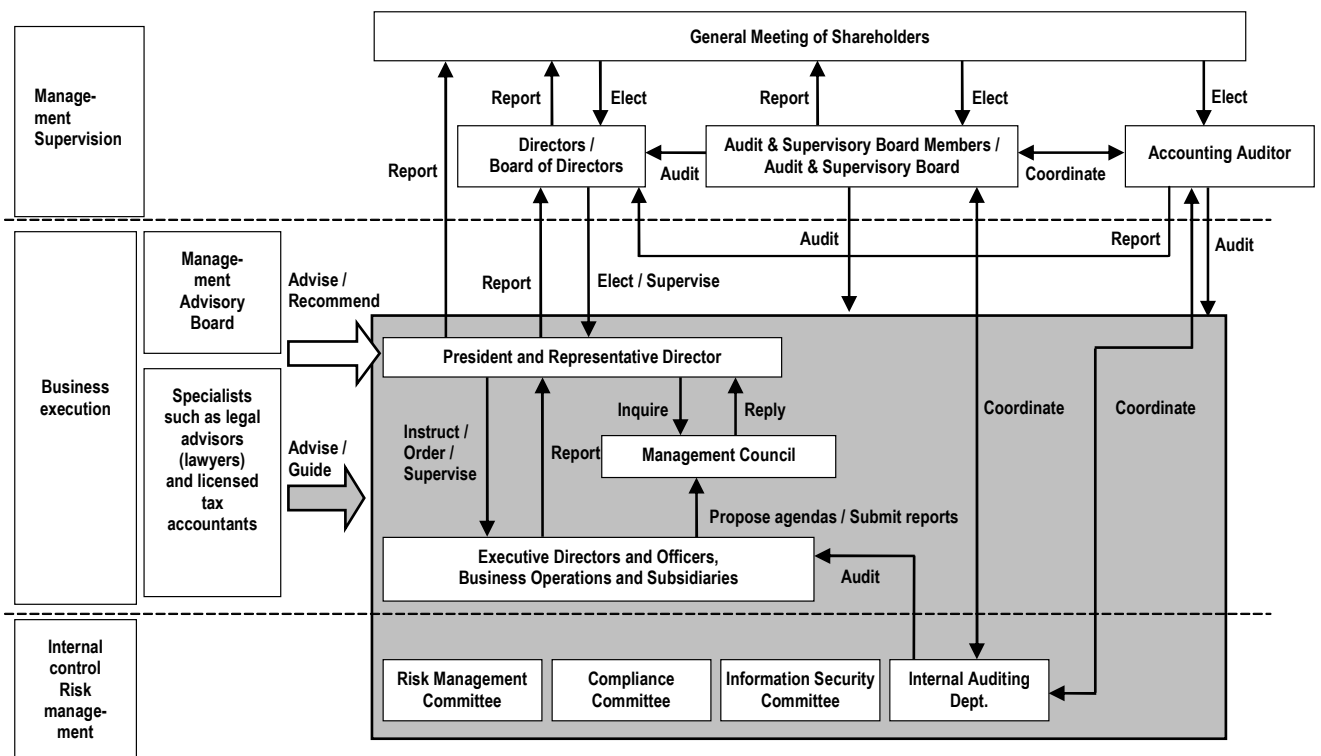 General Meeting of Shareholders
Manage-
ment
Supervision
Report
Elect
Report
Elect
Elect
Directors /
Board of Directors
Audit & Supervisory Board Members /
Audit & Supervisory Board
Accounting Auditor
Report
Audit
Coordinate
Audit
Report
Audit
Business
execution
Manage-
ment
Advisory
Board
Advise /
Recommend
Report
Elect / Supervise
President and Representative Director
Specialists
such as legal
advisors
(lawyers)
and licensed
tax
accountants
Advise /
Guide
Instruct /
Order /
Supervise
Report
Inquire
Reply
Coordinate
Coordinate
Management Council
Propose agendas / Submit reports
Executive Directors and Officers,
Business Operations and Subsidiaries
Audit
Internal
control
Risk
manage-
ment
Risk Management
Committee
Compliance
Committee
Information Security
Committee
Internal Auditing
Dept.